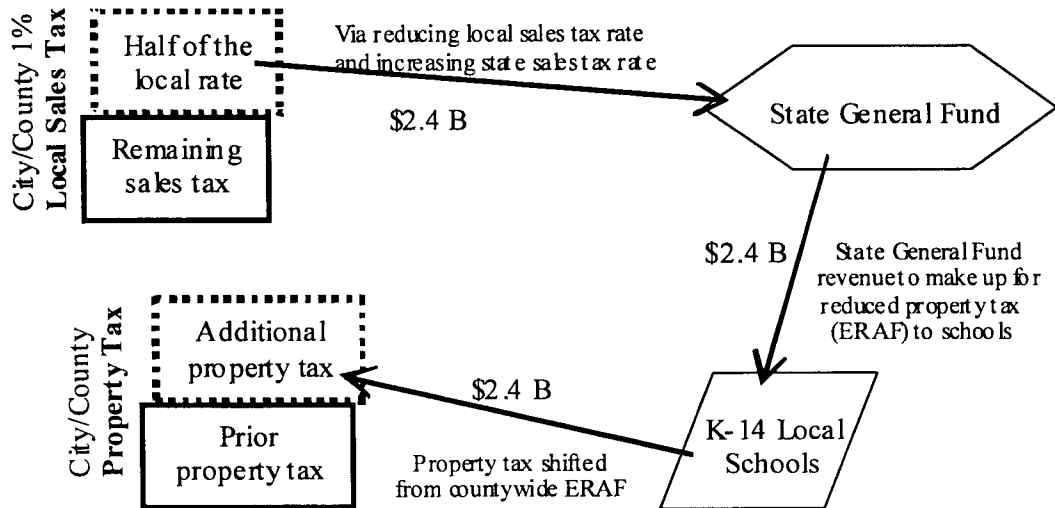 City/County 1%
Local Sales Tax
Half of the
local rate
Remaining
sales tax
Via reducing local sales tax rate
and increasing state sales tax rate
$2.4 B
State General Fund
$2.4 B
State General Fund
revenue to make up for
reduced property tax
(ERAF) to schools
City/County
Property Tax
Additional
property tax
Prior
property tax
$2.4 B
Property tax shifted
from countywide ERAF
K-14 Local
Schools